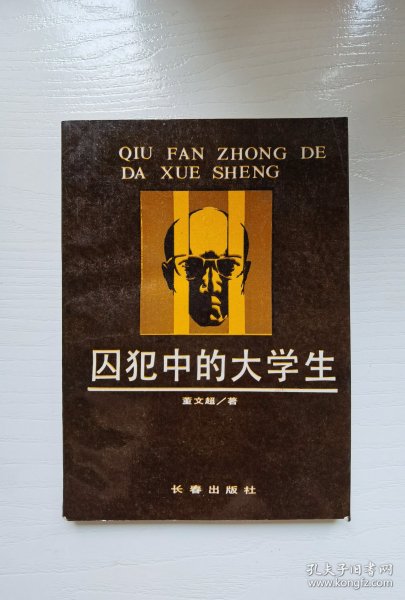 QIU FAN ZHONG DE
DA XUE SHENG
囚犯中的大学生
董文超／著
长春出版社
孔夫子旧书网
www.kongfz.com